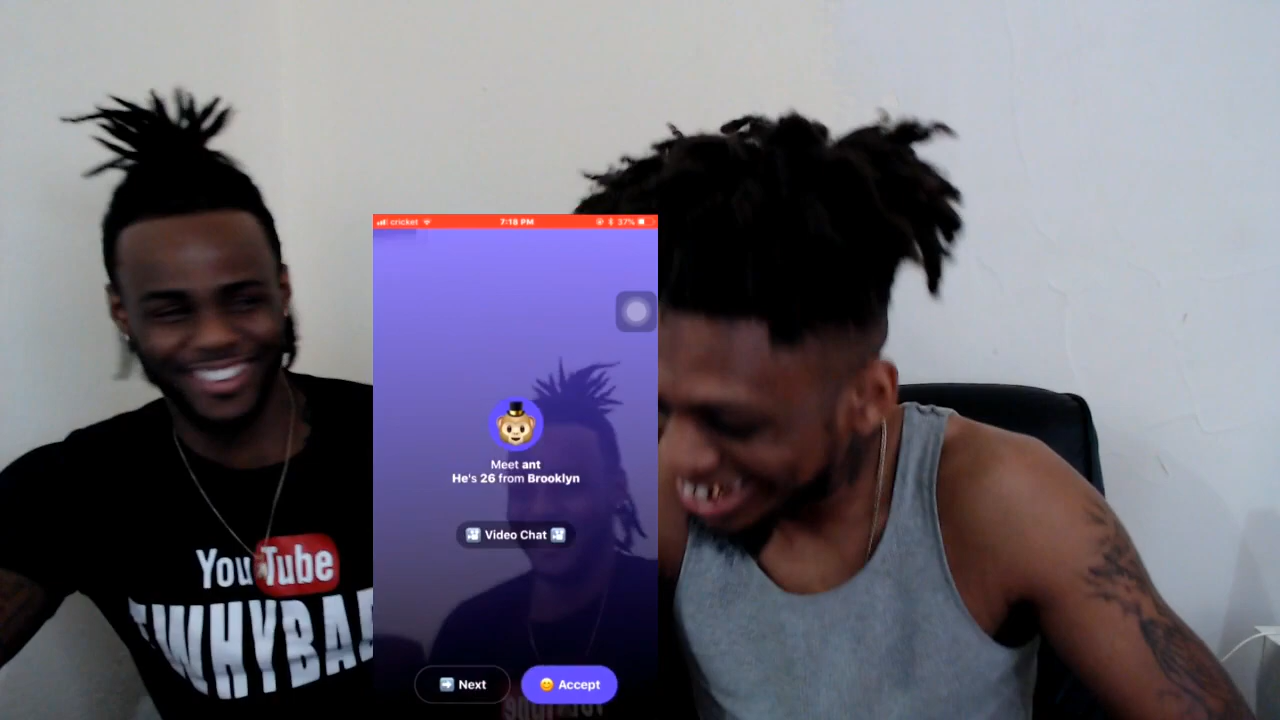 cricket 7:18 PM 37%
Meet ant
He's 26 from Brooklyn
Video Chat
Next
Accept
YouTube